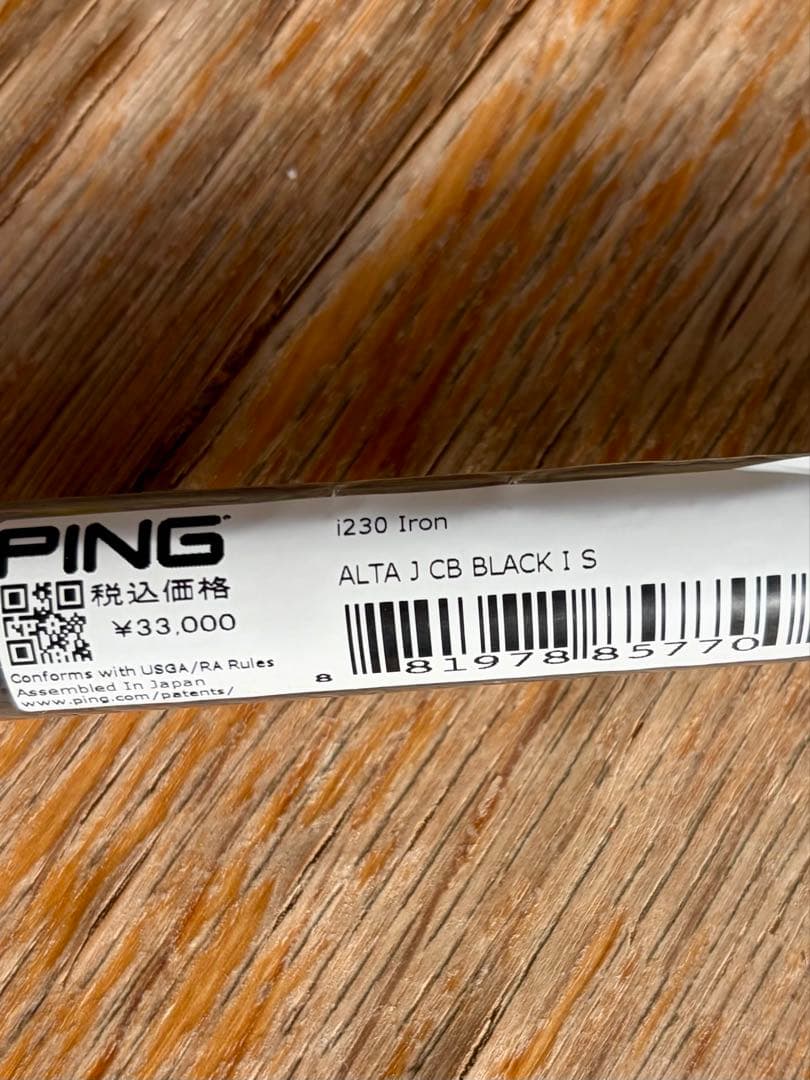 PING
税込価格
¥33,000
Conforms with USGA/RA Rules
Assembled In Japan
www.ping.com/patents/
i230 Iron
ALTA J CB BLACK I S
8 81978 85770